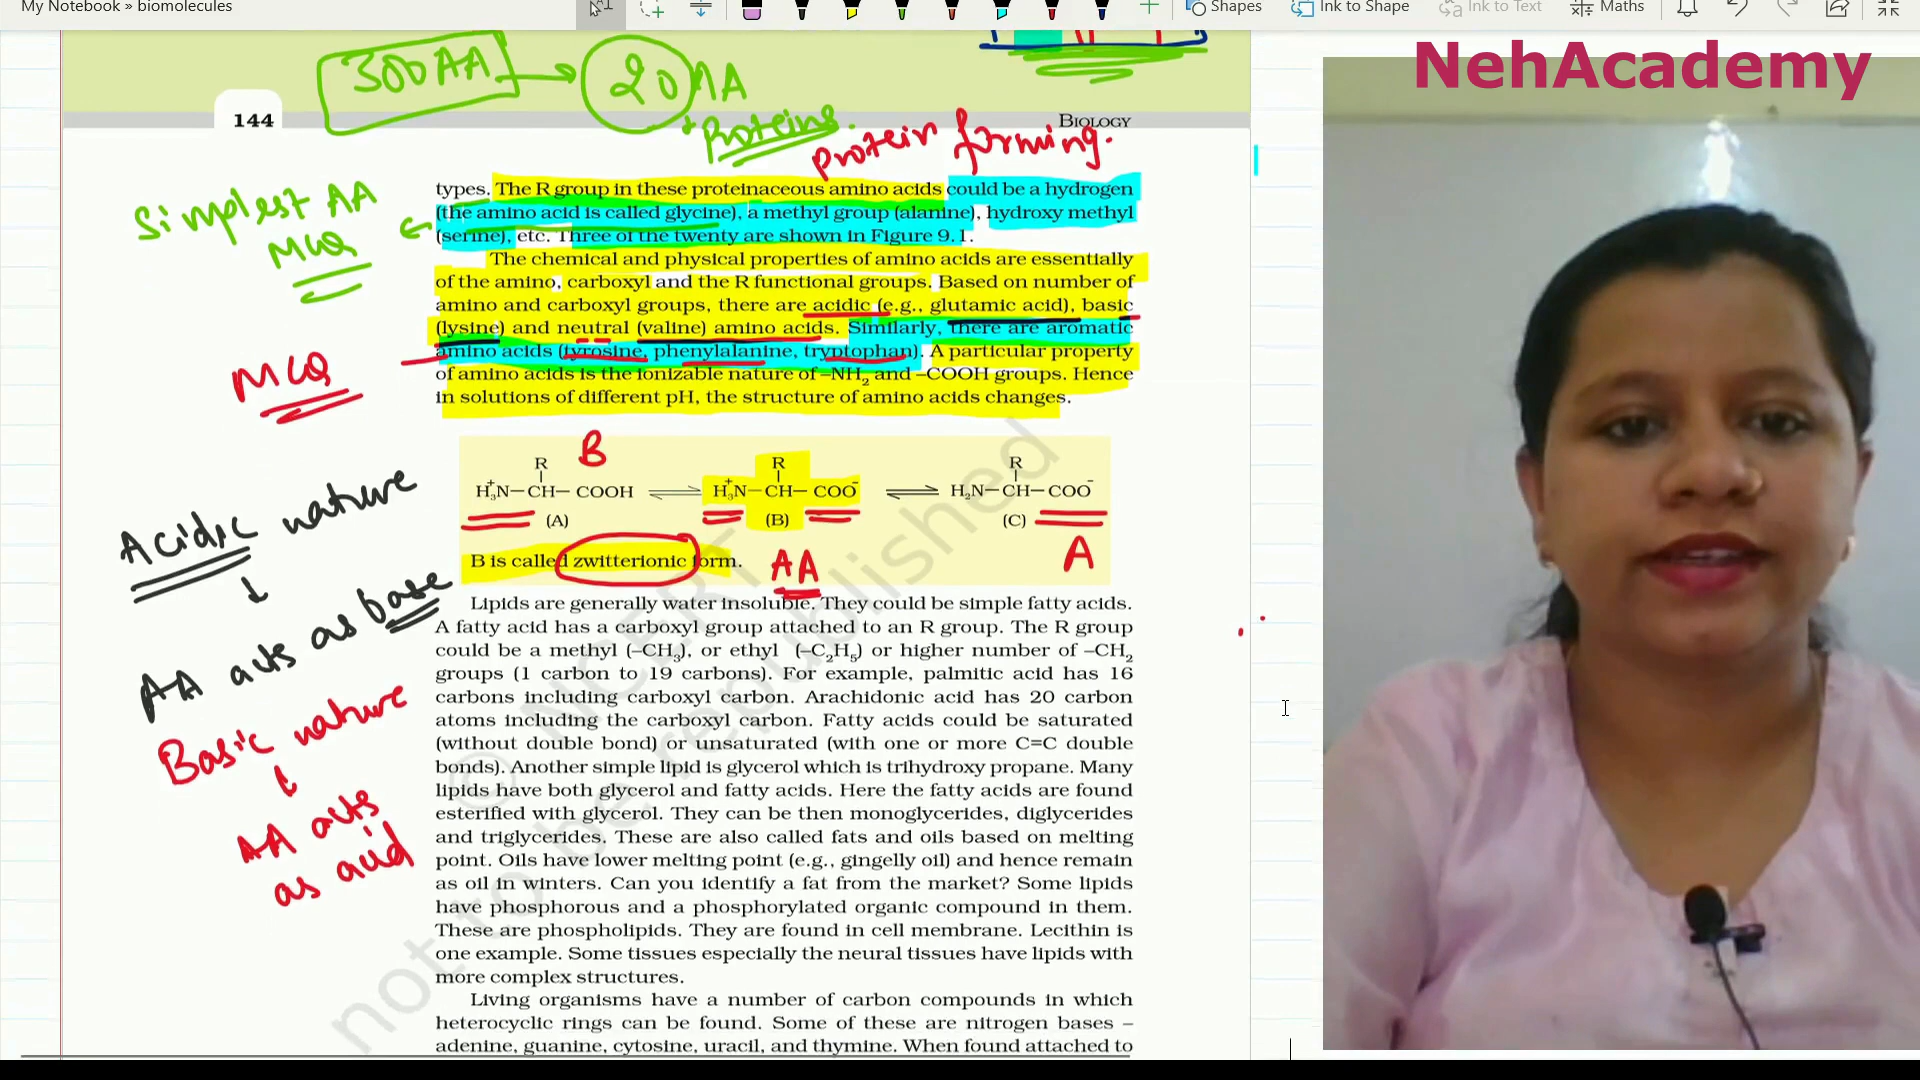 My Notebook » biomolecules
Shapes
Ink to Shape
Ink to Text
Maths
NehAcademy
300 AA → 20 AA
144
BIOLOGY
Proteins.
protein forming.
types. The R group in these proteinaceous amino acids could be a hydrogen
(the amino acid is called glycine), a methyl group (alanine), hydroxy methyl
(serine), etc. Three of the twenty are shown in Figure 9.1.
Simplest AA
MCQ
The chemical and physical properties of amino acids are essentially
of the amino, carboxyl and the R functional groups. Based on number of
amino and carboxyl groups, there are acidic (e.g., glutamic acid), basic
(lysine) and neutral (valine) amino acids. Similarly, there are aromatic
amino acids (tyrosine, phenylalanine, tryptophan). A particular property
of amino acids is the ionizable nature of –NH₂ and –COOH groups. Hence
in solutions of different pH, the structure of amino acids changes.
MCQ
B
R R R
H₃N⁺–CH–COOH ⇌ H₃N⁺–CH–COO⁻ ⇌ H₂N–CH–COO⁻
(A) (B) (C)
B is called zwitterionic form.
AA
A
Acidic nature
↓
AA acts as base
Basic nature
↓
AA acts
as acid
Lipids are generally water insoluble. They could be simple fatty acids.
A fatty acid has a carboxyl group attached to an R group. The R group
could be a methyl (–CH₃), or ethyl (–C₂H₅) or higher number of –CH₂
groups (1 carbon to 19 carbons). For example, palmitic acid has 16
carbons including carboxyl carbon. Arachidonic acid has 20 carbon
atoms including the carboxyl carbon. Fatty acids could be saturated
(without double bond) or unsaturated (with one or more C=C double
bonds). Another simple lipid is glycerol which is trihydroxy propane. Many
lipids have both glycerol and fatty acids. Here the fatty acids are found
esterified with glycerol. They can be then monoglycerides, diglycerides
and triglycerides. These are also called fats and oils based on melting
point. Oils have lower melting point (e.g., gingelly oil) and hence remain
as oil in winters. Can you identify a fat from the market? Some lipids
have phosphorous and a phosphorylated organic compound in them.
These are phospholipids. They are found in cell membrane. Lecithin is
one example. Some tissues especially the neural tissues have lipids with
more complex structures.
Living organisms have a number of carbon compounds in which
heterocyclic rings can be found. Some of these are nitrogen bases –
adenine, guanine, cytosine, uracil, and thymine. When found attached to
© NCERT
not to be republished